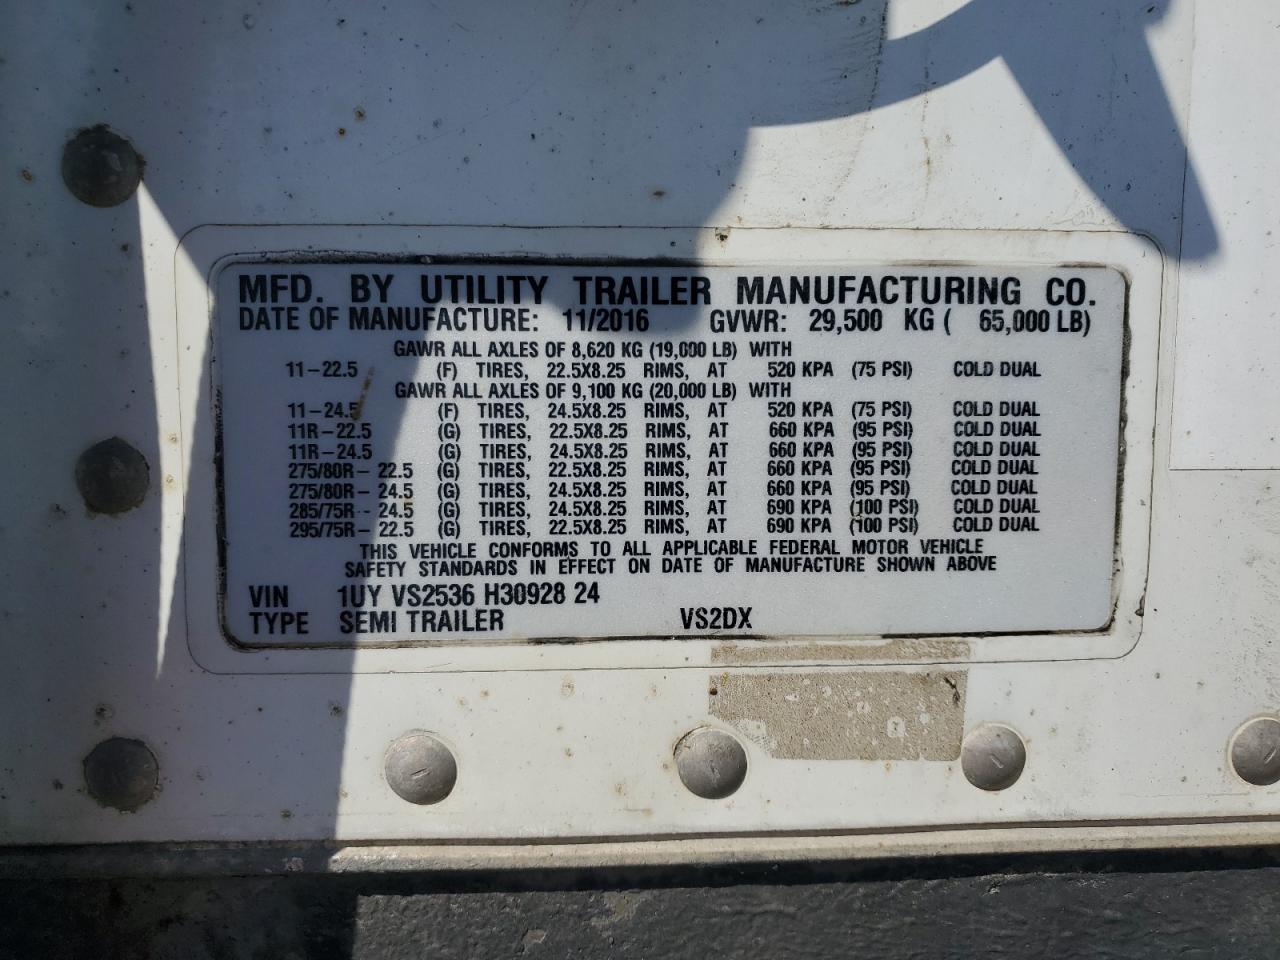 MFD. BY UTILITY TRAILER MANUFACTURING CO.
DATE OF MANUFACTURE: 11/2016 GVWR: 29,500 KG ( 65,000 LB)
GAWR ALL AXLES OF 8,620 KG (19,000 LB) WITH
11-22.5 (F) TIRES, 22.5X8.25 RIMS, AT 520 KPA (75 PSI) COLD DUAL
GAWR ALL AXLES OF 9,100 KG (20,000 LB) WITH
11-24.5 (F) TIRES, 24.5X8.25 RIMS, AT 520 KPA (75 PSI) COLD DUAL
11R-22.5 (G) TIRES, 22.5X8.25 RIMS, AT 660 KPA (95 PSI) COLD DUAL
11R-24.5 (G) TIRES, 24.5X8.25 RIMS, AT 660 KPA (95 PSI) COLD DUAL
275/80R-22.5 (G) TIRES, 22.5X8.25 RIMS, AT 660 KPA (95 PSI) COLD DUAL
275/80R-24.5 (G) TIRES, 24.5X8.25 RIMS, AT 660 KPA (95 PSI) COLD DUAL
285/75R-24.5 (G) TIRES, 24.5X8.25 RIMS, AT 690 KPA (100 PSI) COLD DUAL
295/75R-22.5 (G) TIRES, 22.5X8.25 RIMS, AT 690 KPA (100 PSI) COLD DUAL
THIS VEHICLE CONFORMS TO ALL APPLICABLE FEDERAL MOTOR VEHICLE
SAFETY STANDARDS IN EFFECT ON DATE OF MANUFACTURE SHOWN ABOVE
VIN 1UY VS2536 H30928 24
TYPE SEMI TRAILER VS2DX